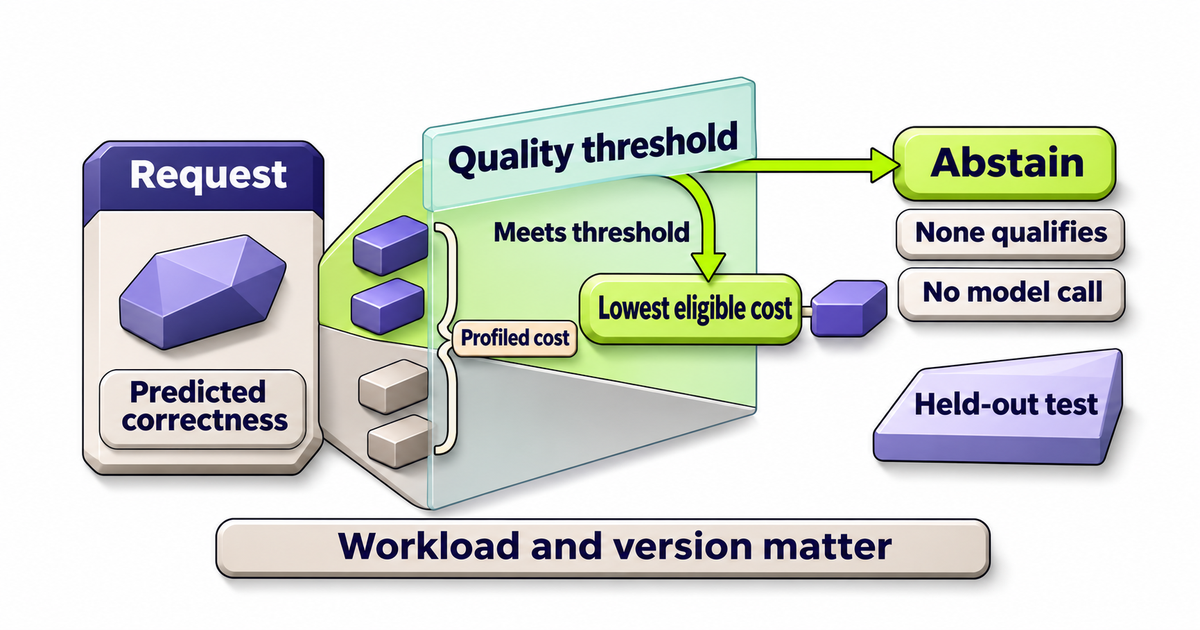 Request
Predicted
correctness
Quality threshold
Meets threshold
Profiled cost
Lowest eligible cost
Abstain
None qualifies
No model call
Held-out test
Workload and version matter